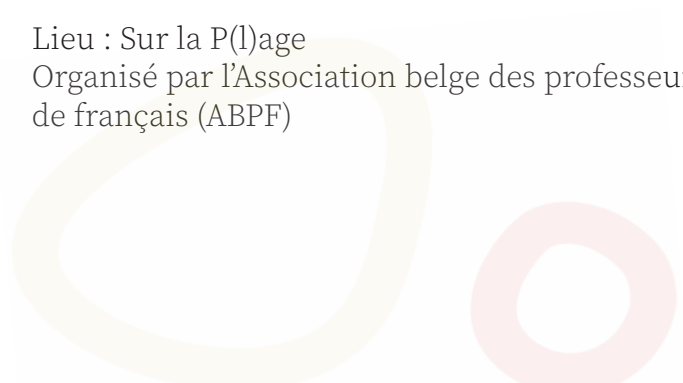 Lieu : Sur la P(l)age
Organisé par l’Association belge des professeu
de français (ABPF)